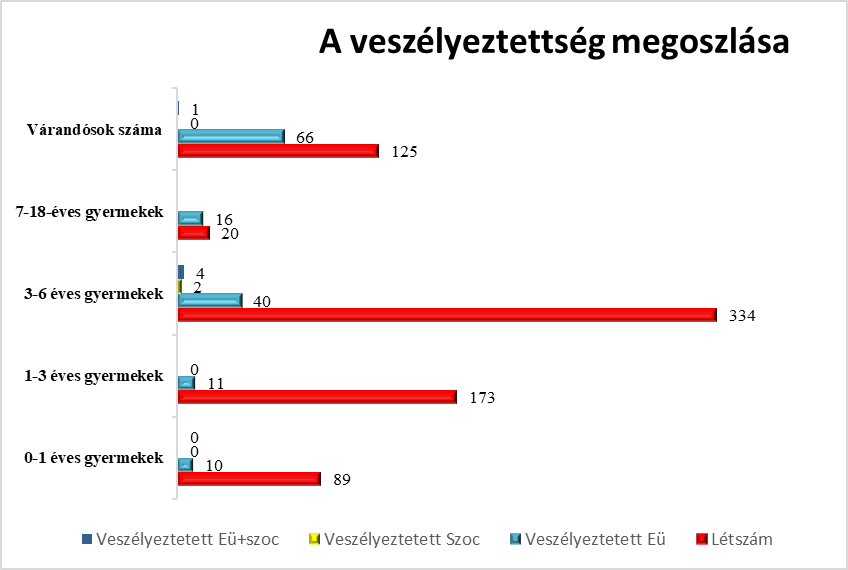 A veszélyeztettség megoszlása
1
0
Várandósok száma
66
125
7-18-éves gyermekek
16
20
4
2
3-6 éves gyermekek
40
334
0
1-3 éves gyermekek
11
173
0
0
0-1 éves gyermekek
10
89
Veszélyeztetett Eü+szoc Veszélyeztetett Szoc Veszélyeztetett Eü Létszám